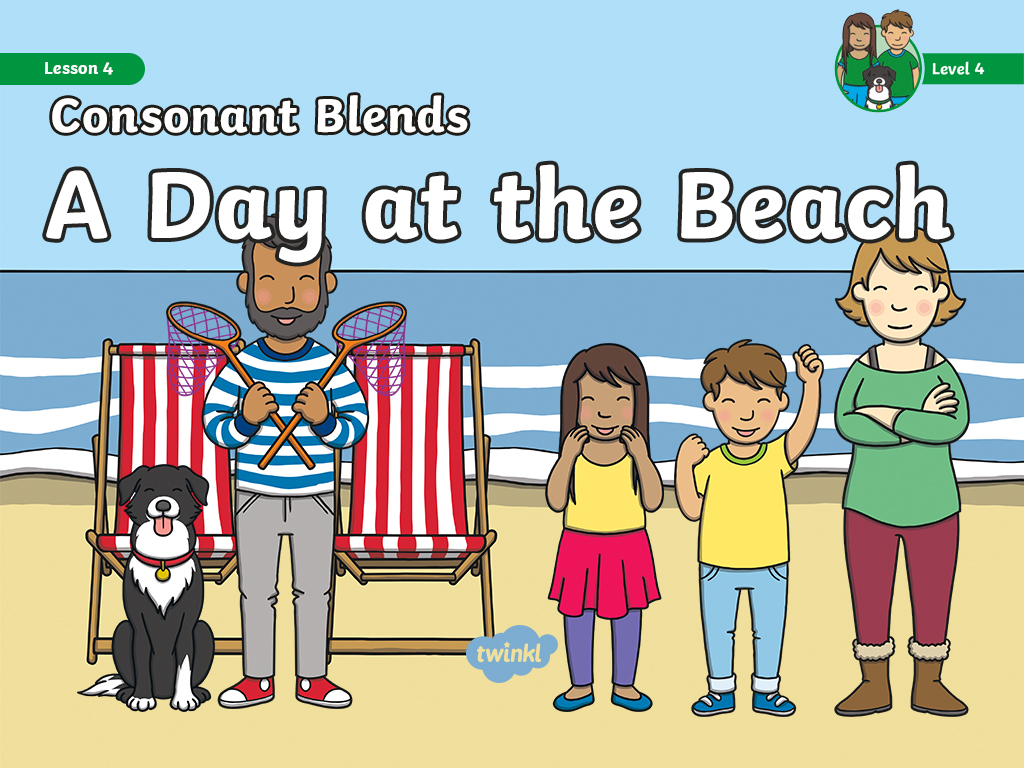 Lesson 4
Level 4
Consonant Blends
A Day at the Beach
twinkl